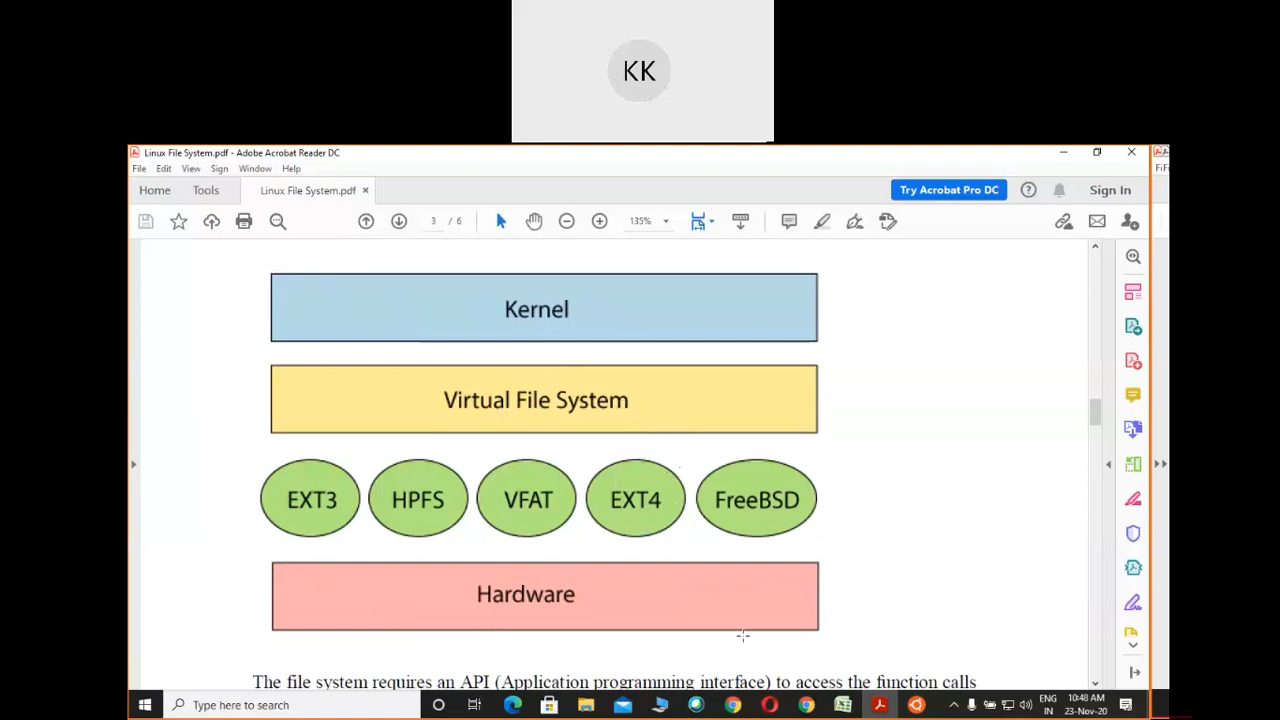 KK
Linux File System.pdf - Adobe Acrobat Reader DC
File Edit View Sign Window Help
Home Tools Linux File System.pdf × Try Acrobat Pro DC Sign In
3 / 6 135%
Kernel
Virtual File System
EXT3 HPFS VFAT EXT4 FreeBSD
Hardware
The file system requires an API (Application programming interface) to access the function calls
Type here to search
ENG
IN
10:48 AM
23-Nov-20